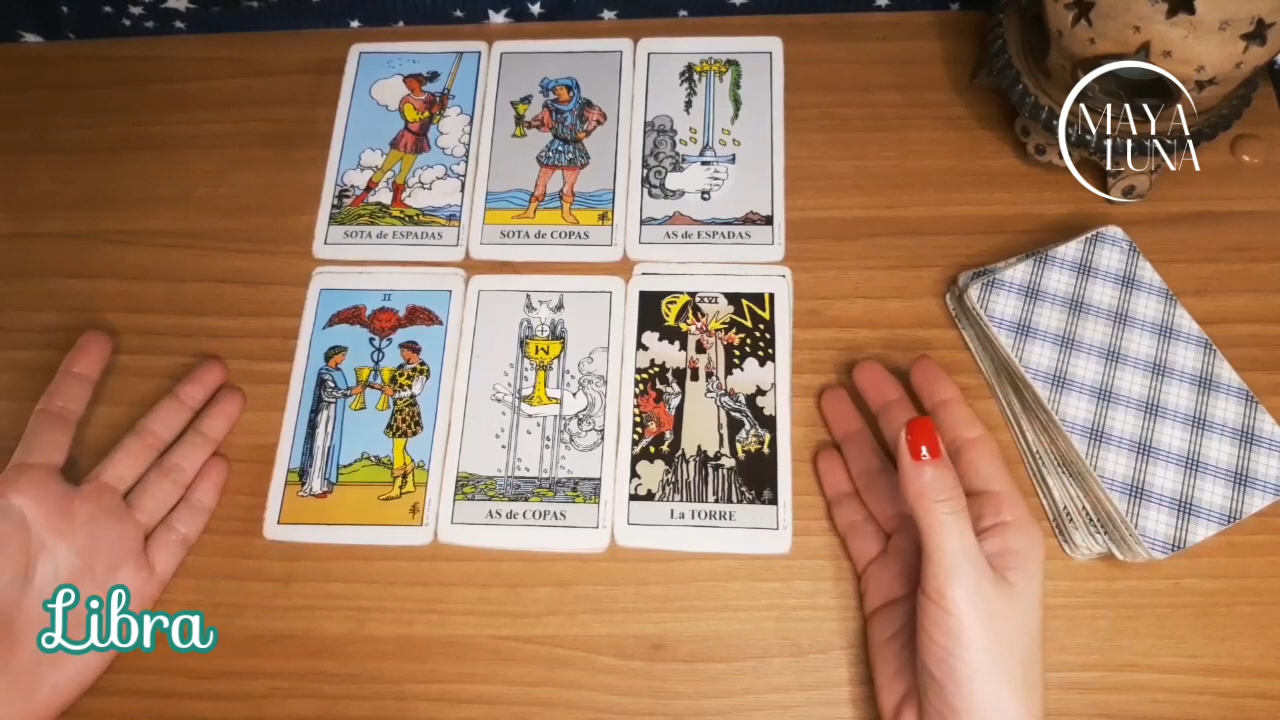 SOTA de ESPADAS
SOTA de COPAS
AS de ESPADAS
MAYA
LUNA
II
XVI
AS de COPAS
La TORRE
Libra